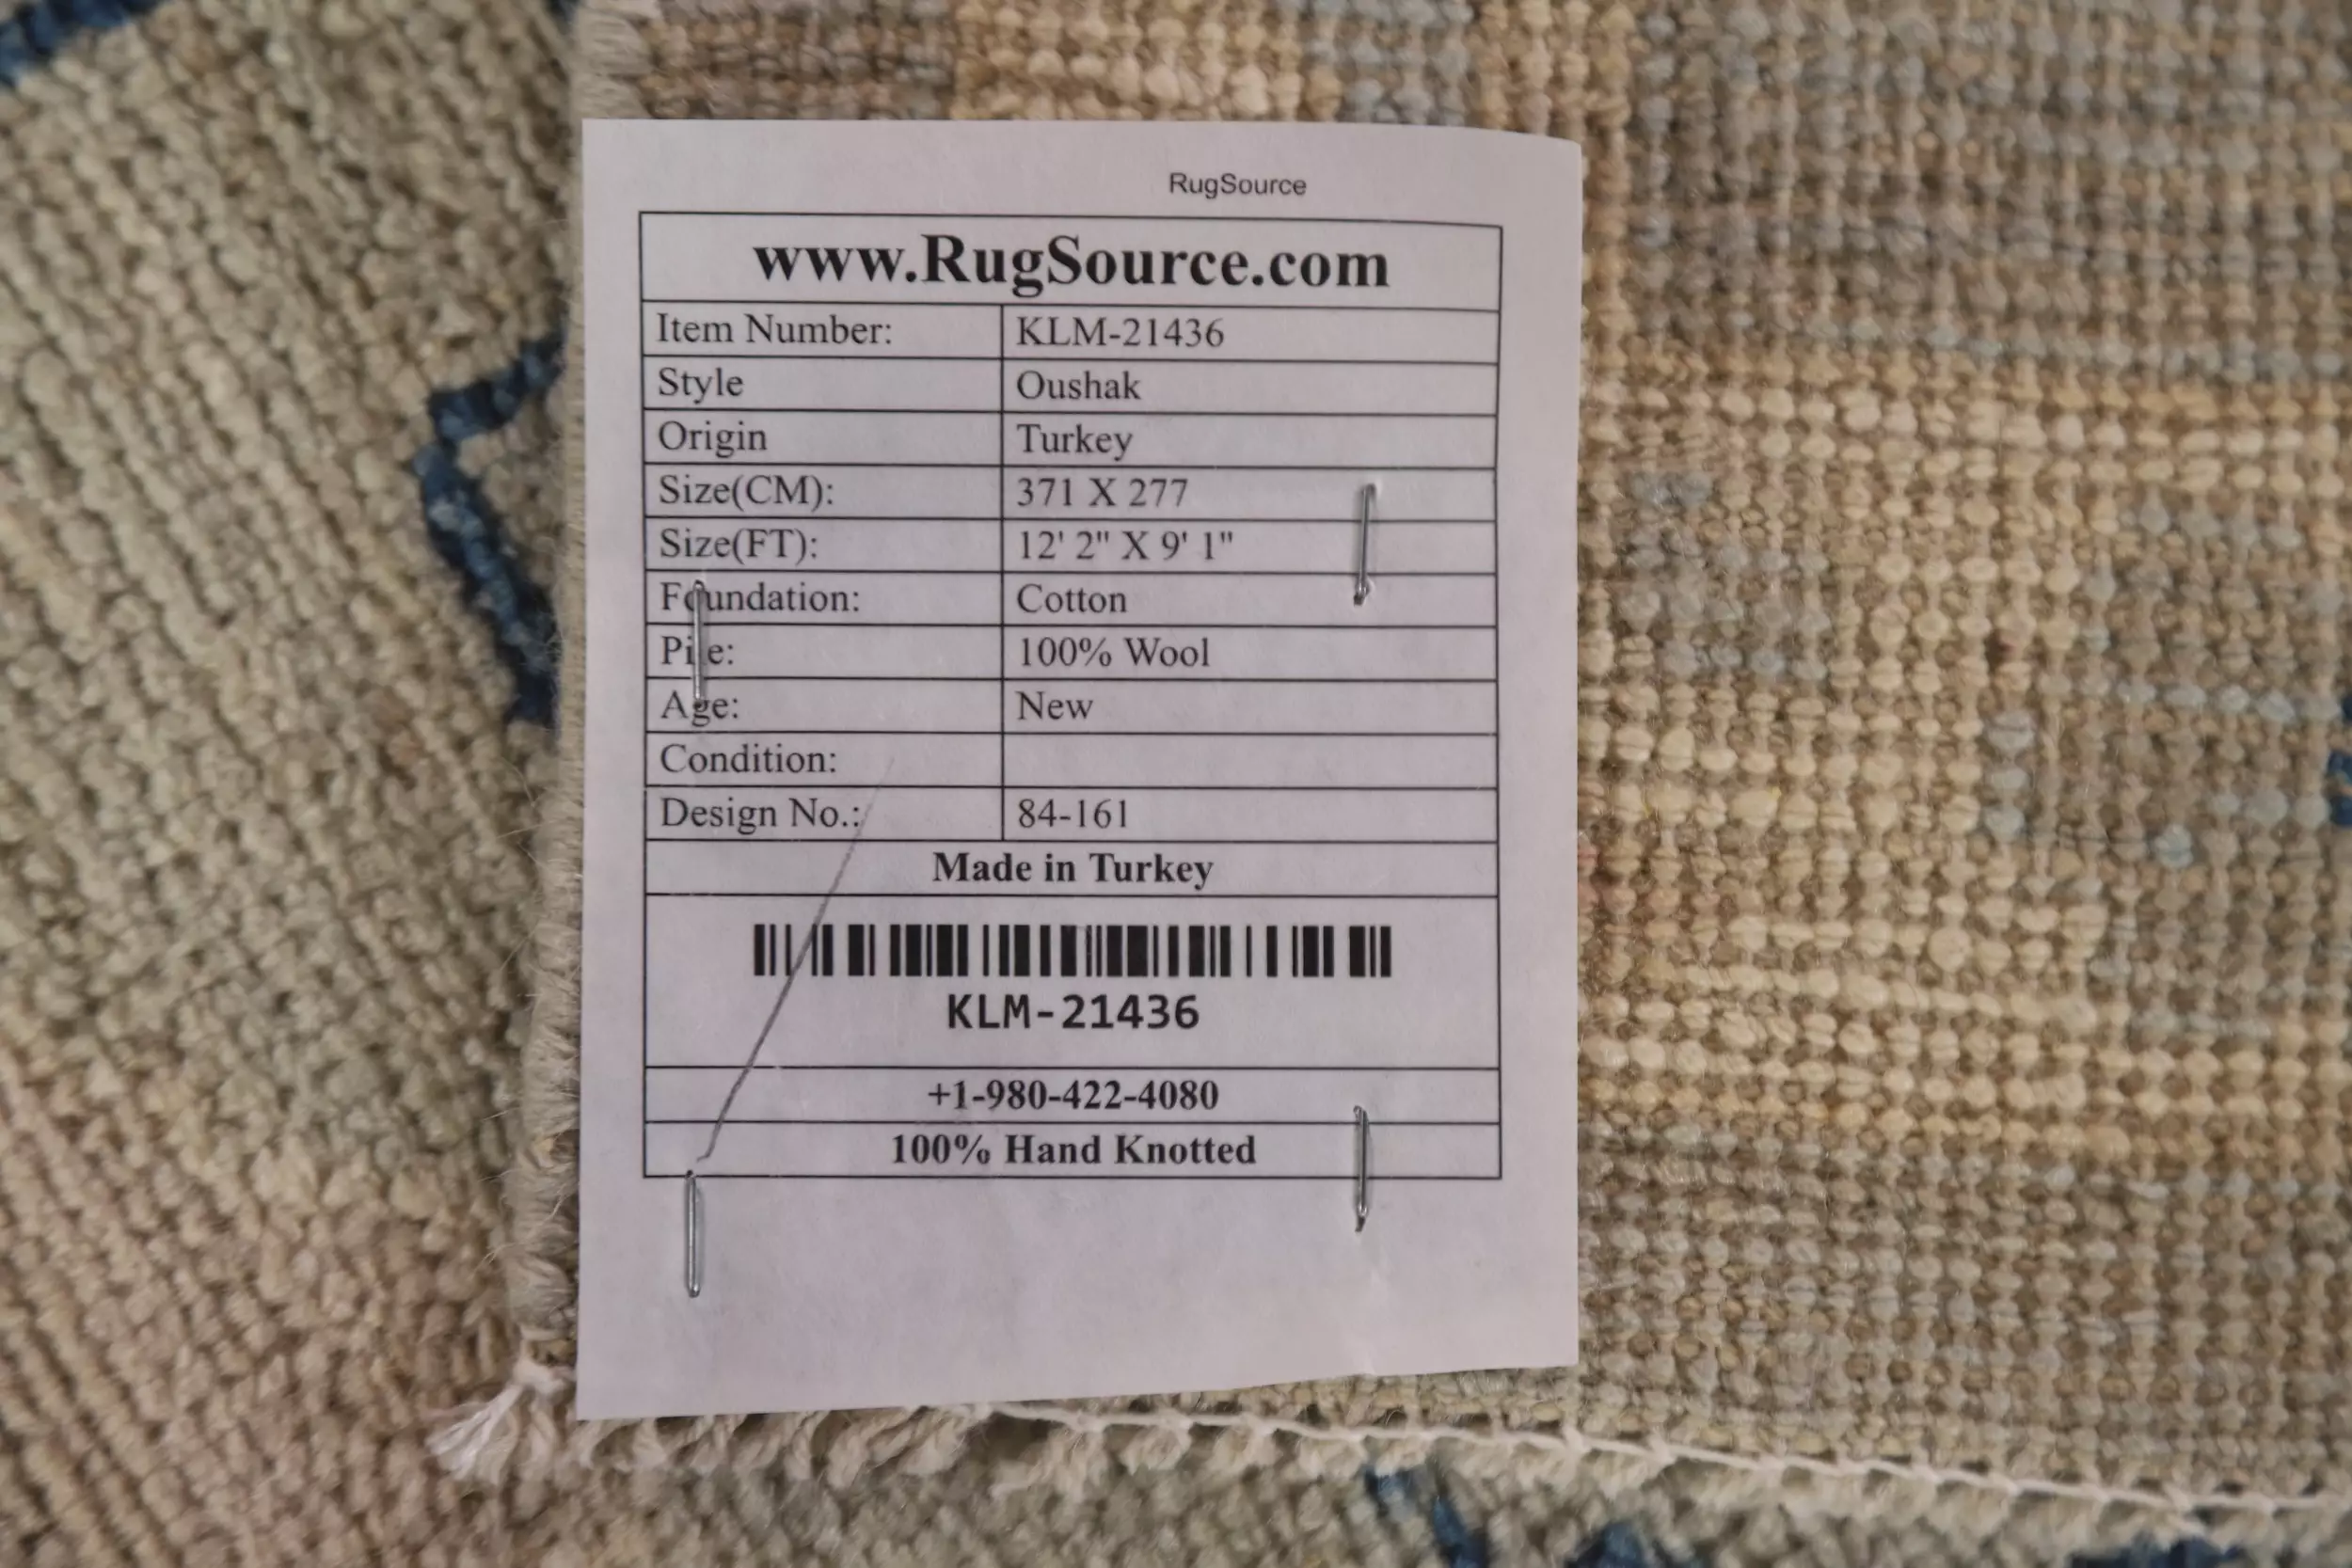 RugSource
www.RugSource.com
Item Number: KLM-21436
Style Oushak
Origin Turkey
Size(CM): 371 X 277
Size(FT): 12' 2" X 9' 1"
Foundation: Cotton
Pile: 100% Wool
Age: New
Condition:
Design No.: 84-161
Made in Turkey
KLM-21436
+1-980-422-4080
100% Hand Knotted